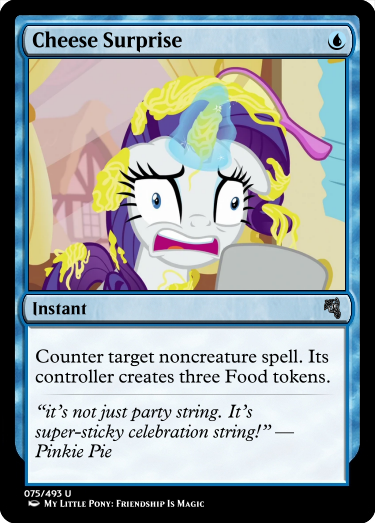 Cheese Surprise
Instant
Counter target noncreature spell. Its
controller creates three Food tokens.
“it's not just party string. It's
super-sticky celebration string!” —
Pinkie Pie
075/493 U
My Little Pony: Friendship Is Magic